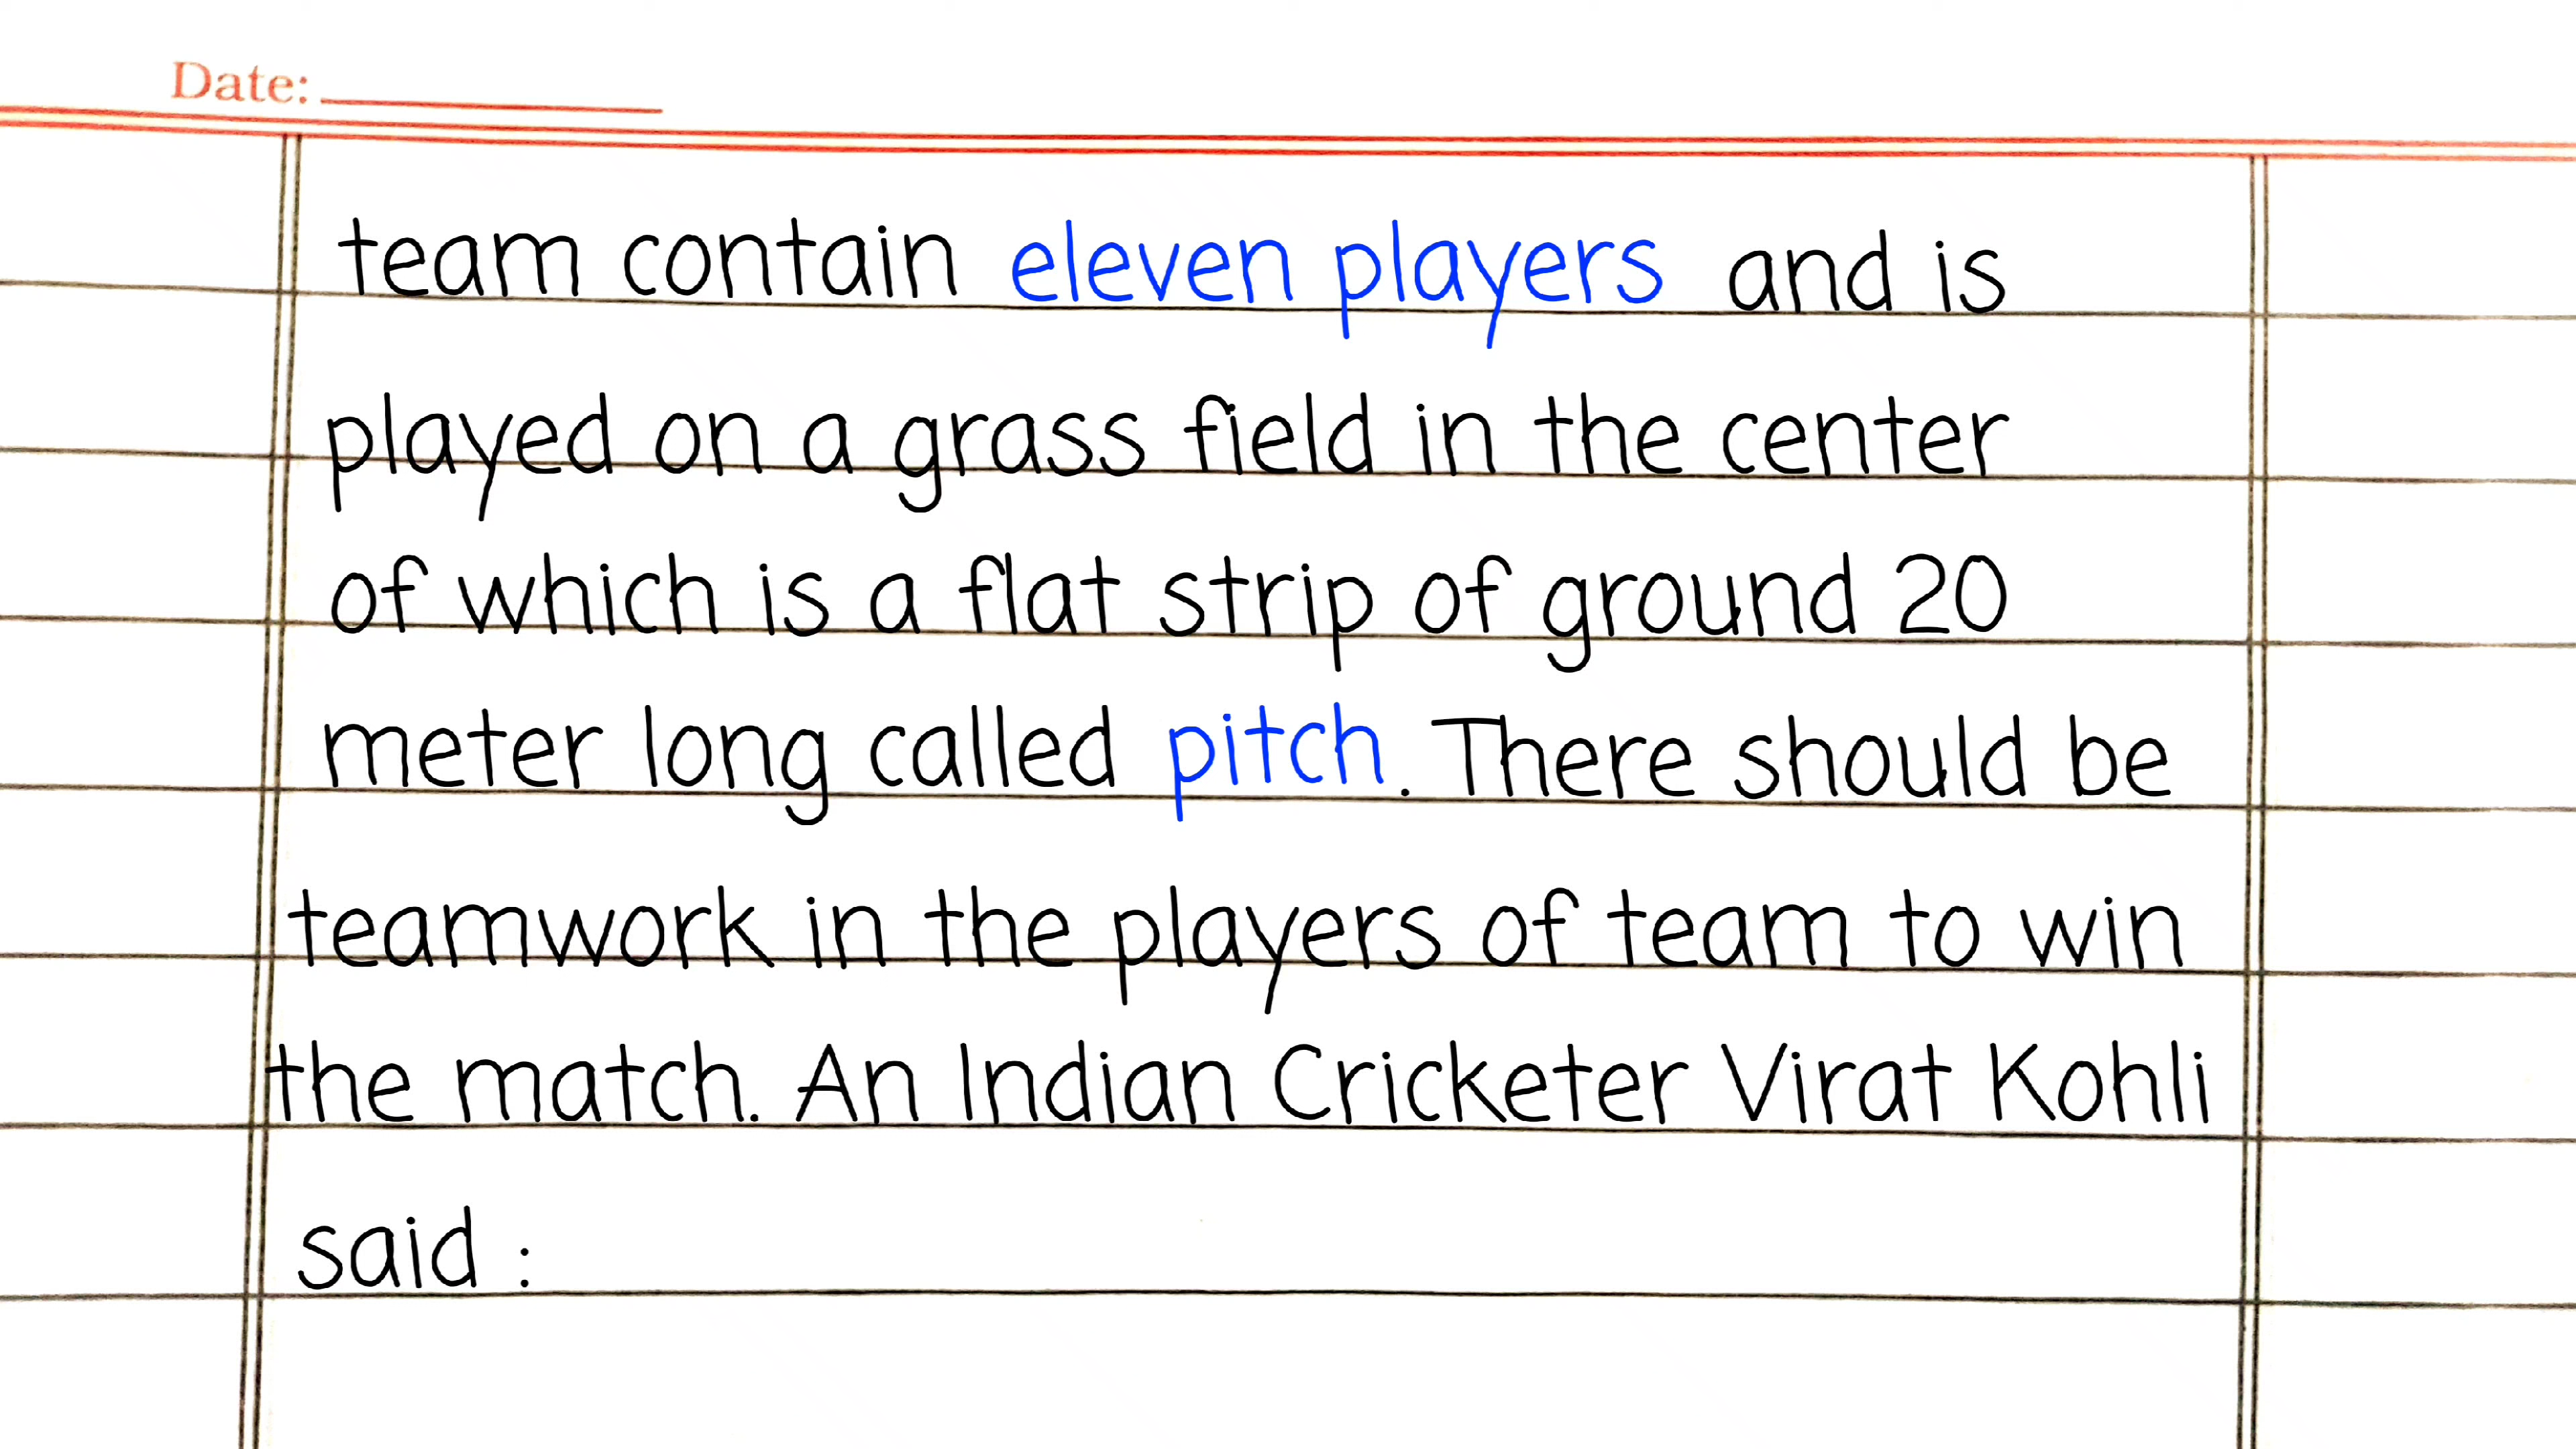 Date:
team contain eleven players and is
played on a grass field in the center
of which is a flat strip of ground 20
meter long called pitch. There should be
teamwork in the players of team to win
the match. An Indian Cricketer Virat Kohli
said :